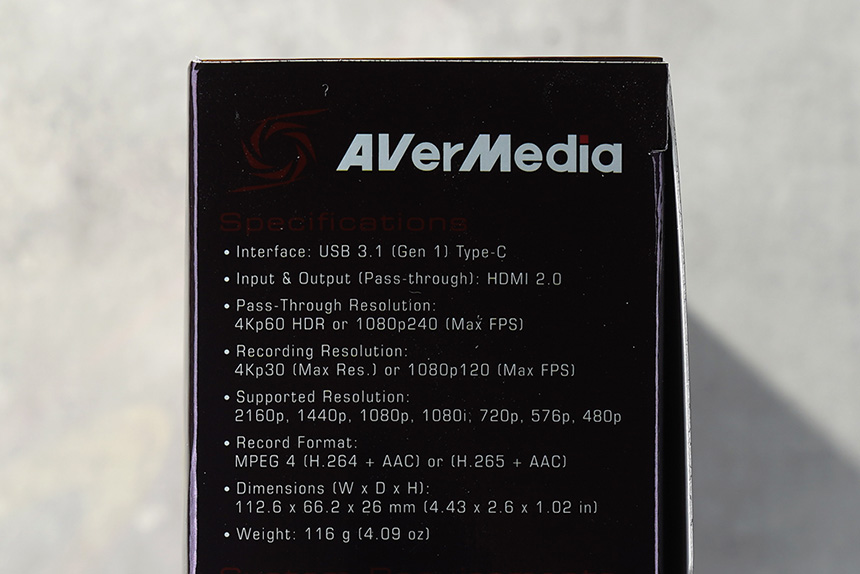 AVerMedia
Specifications
• Interface: USB 3.1 (Gen 1) Type-C
• Input & Output (Pass-through): HDMI 2.0
• Pass-Through Resolution:
4Kp60 HDR or 1080p240 (Max FPS)
• Recording Resolution:
4Kp30 (Max Res.) or 1080p120 (Max FPS)
• Supported Resolution:
2160p, 1440p, 1080p, 1080i, 720p, 576p, 480p
• Record Format:
MPEG 4 (H.264 + AAC) or (H.265 + AAC)
• Dimensions (W x D x H):
112.6 x 66.2 x 26 mm (4.43 x 2.6 x 1.02 in)
• Weight: 116 g (4.09 oz)